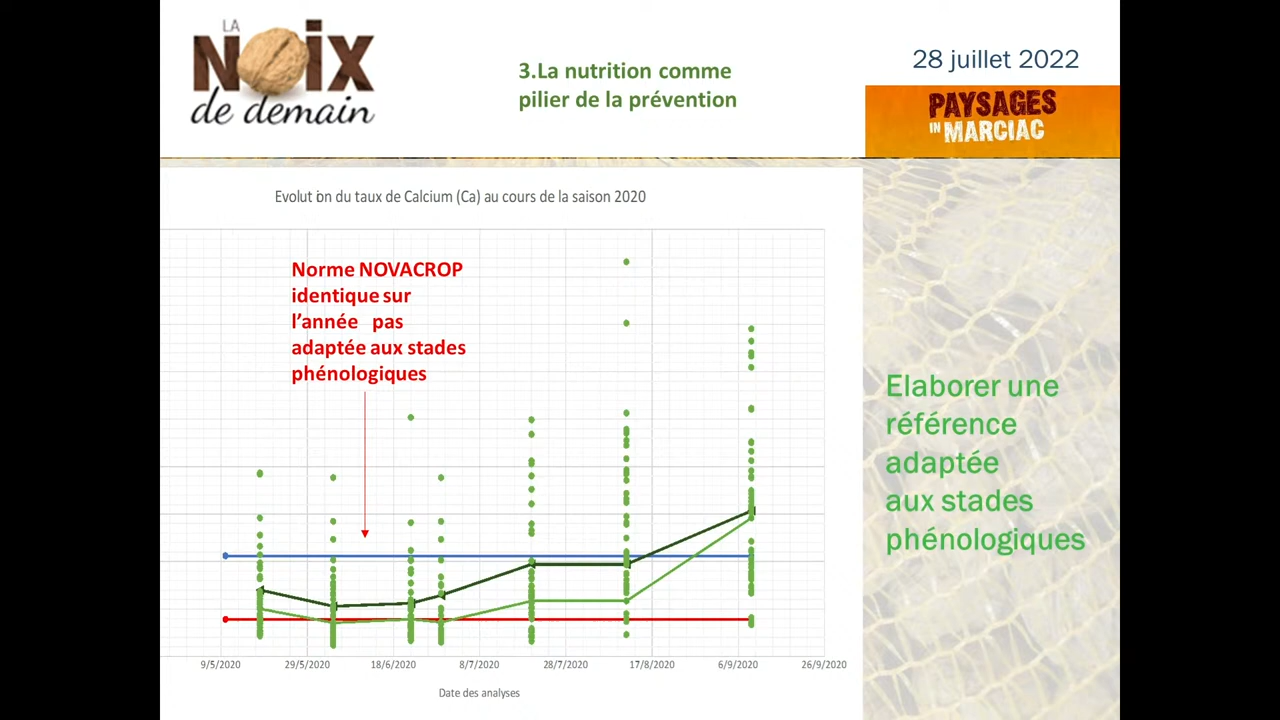 LA
NOIX
de demain
3.La nutrition comme
pilier de la prévention
28 juillet 2022
PAYSAGES
IN MARCIAC
Evolution du taux de Calcium (Ca) au cours de la saison 2020
Norme NOVACROP
identique sur
l'année pas
adaptée aux stades
phénologiques
Elaborer une
référence
adaptée
aux stades
phénologiques
9/5/2020 29/5/2020 18/6/2020 8/7/2020 28/7/2020 17/8/2020 6/9/2020 26/9/2020
Date des analyses